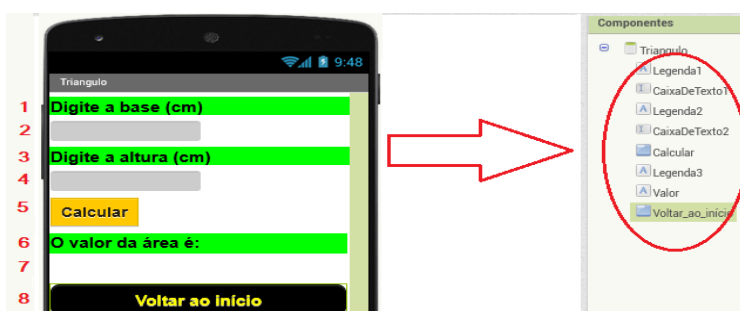 9:48
Triangulo
1 Digite a base (cm)
2
3 Digite a altura (cm)
4
5 Calcular
6 O valor da área é:
7
8 Voltar ao início
Componentes
Triangulo
Legenda1
CaixaDeTexto1
Legenda2
CaixaDeTexto2
Calcular
Legenda3
Valor
Voltar_ao_início